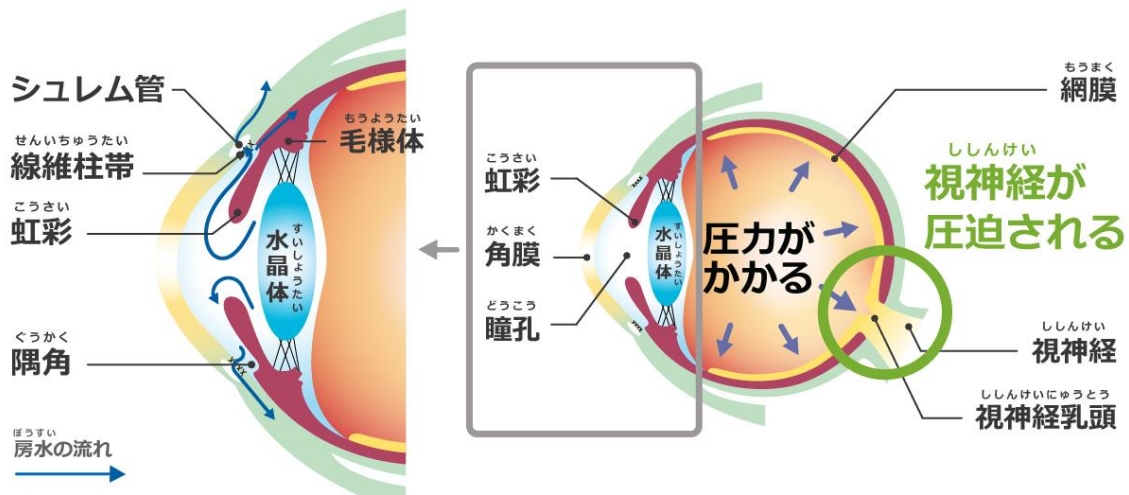 シュレム管
せんいちゅうたい
線維柱帯
こうさい
虹彩
ぐうかく
隅角
ぼうすい
房水の流れ
もうようたい
毛様体
すいしょうたい
水晶体
こうさい
虹彩
かくまく
角膜
どうこう
瞳孔
すいしょうたい
水晶体
圧力が
かかる
もうまく
網膜
ししんけい
視神経が
圧迫される
ししんけい
視神経
ししんけいにゅうとう
視神経乳頭